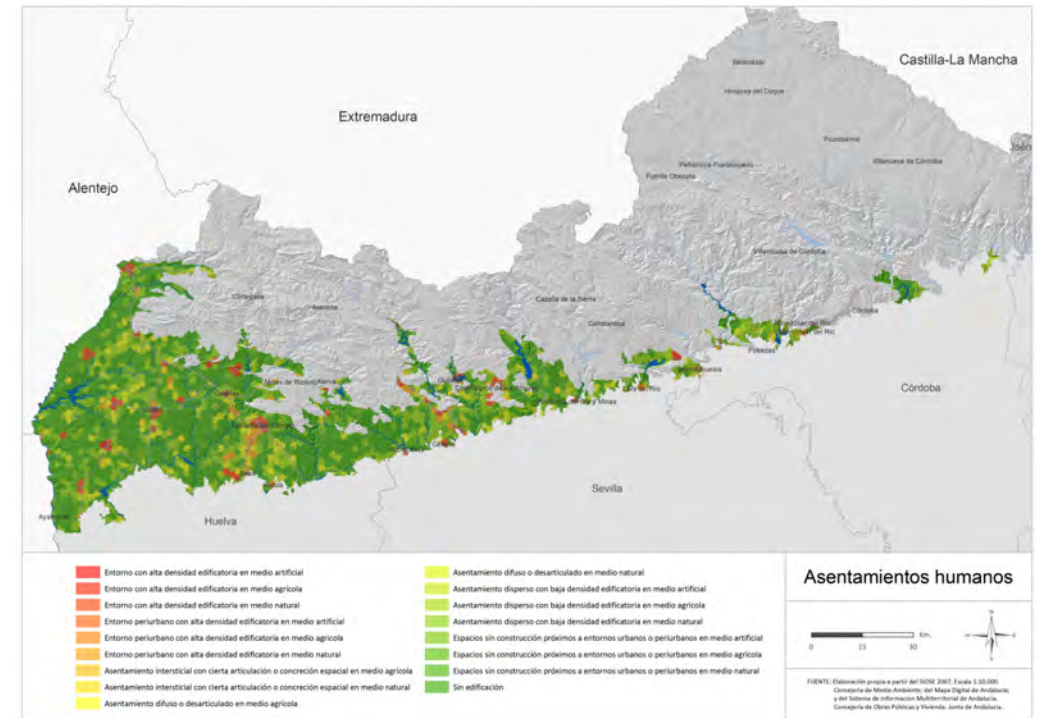 Castilla-La Mancha
Belalcázar
Hinojosa del Duque
Extremadura
Pozoblanco
Villanueva de Córdoba
Peñarroya-Pueblonuevo
Fuente Obejuna
Alentejo
Villaviciosa de Córdoba
Cortegana
Aracena
Cazalla de la Sierra
Constantina
Córdoba
Almodóvar del Río
Posadas
Minas de Riotinto
Nerva
Córdoba
Sevilla
Huelva
Ayamonte
Entorno con alta densidad edificatoria en medio artificial
Entorno con alta densidad edificatoria en medio agrícola
Entorno con alta densidad edificatoria en medio natural
Entorno periurbano con alta densidad edificatoria en medio artificial
Entorno periurbano con alta densidad edificatoria en medio agrícola
Entorno periurbano con alta densidad edificatoria en medio natural
Asentamiento intersticial con cierta articulación o concreción espacial en medio agrícola
Asentamiento intersticial con cierta articulación o concreción espacial en medio natural
Asentamiento difuso o desarticulado en medio agrícola
Asentamiento difuso o desarticulado en medio natural
Asentamiento disperso con baja densidad edificatoria en medio artificial
Asentamiento disperso con baja densidad edificatoria en medio agrícola
Asentamiento disperso con baja densidad edificatoria en medio natural
Espacios sin construcción próximos a entornos urbanos o periurbanos en medio artificial
Espacios sin construcción próximos a entornos urbanos o periurbanos en medio agrícola
Espacios sin construcción próximos a entornos urbanos o periurbanos en medio natural
Sin edificación
Asentamientos humanos
Km.
0 15 30
FUENTE: Elaboración propia a partir del SIOSE 2007. Escala 1:10.000.
Consejería de Medio Ambiente; del Mapa Digital de Andalucía;
y del Sistema de Informacion Multiterritorial de Andalucía.
Consejería de Obras Públicas y Vivienda. Junta de Andalucía.